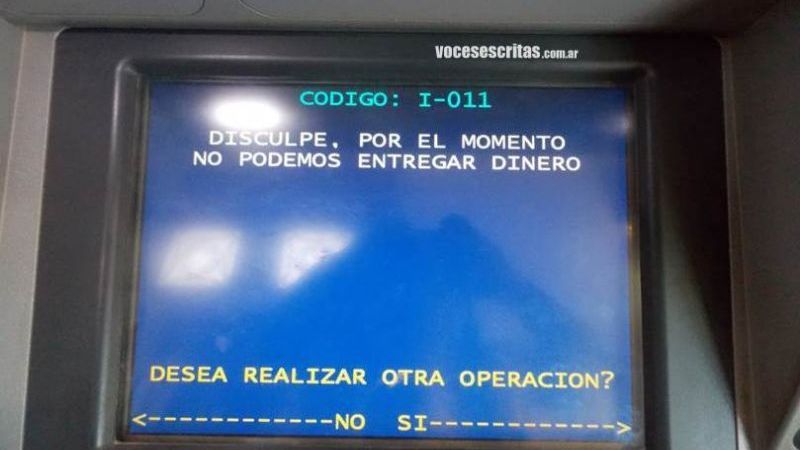 vocesescritas.com.ar
CODIGO: I-011
DISCULPE, POR EL MOMENTO
NO PODEMOS ENTREGAR DINERO
DESEA REALIZAR OTRA OPERACION?
<------------NO SI------------>